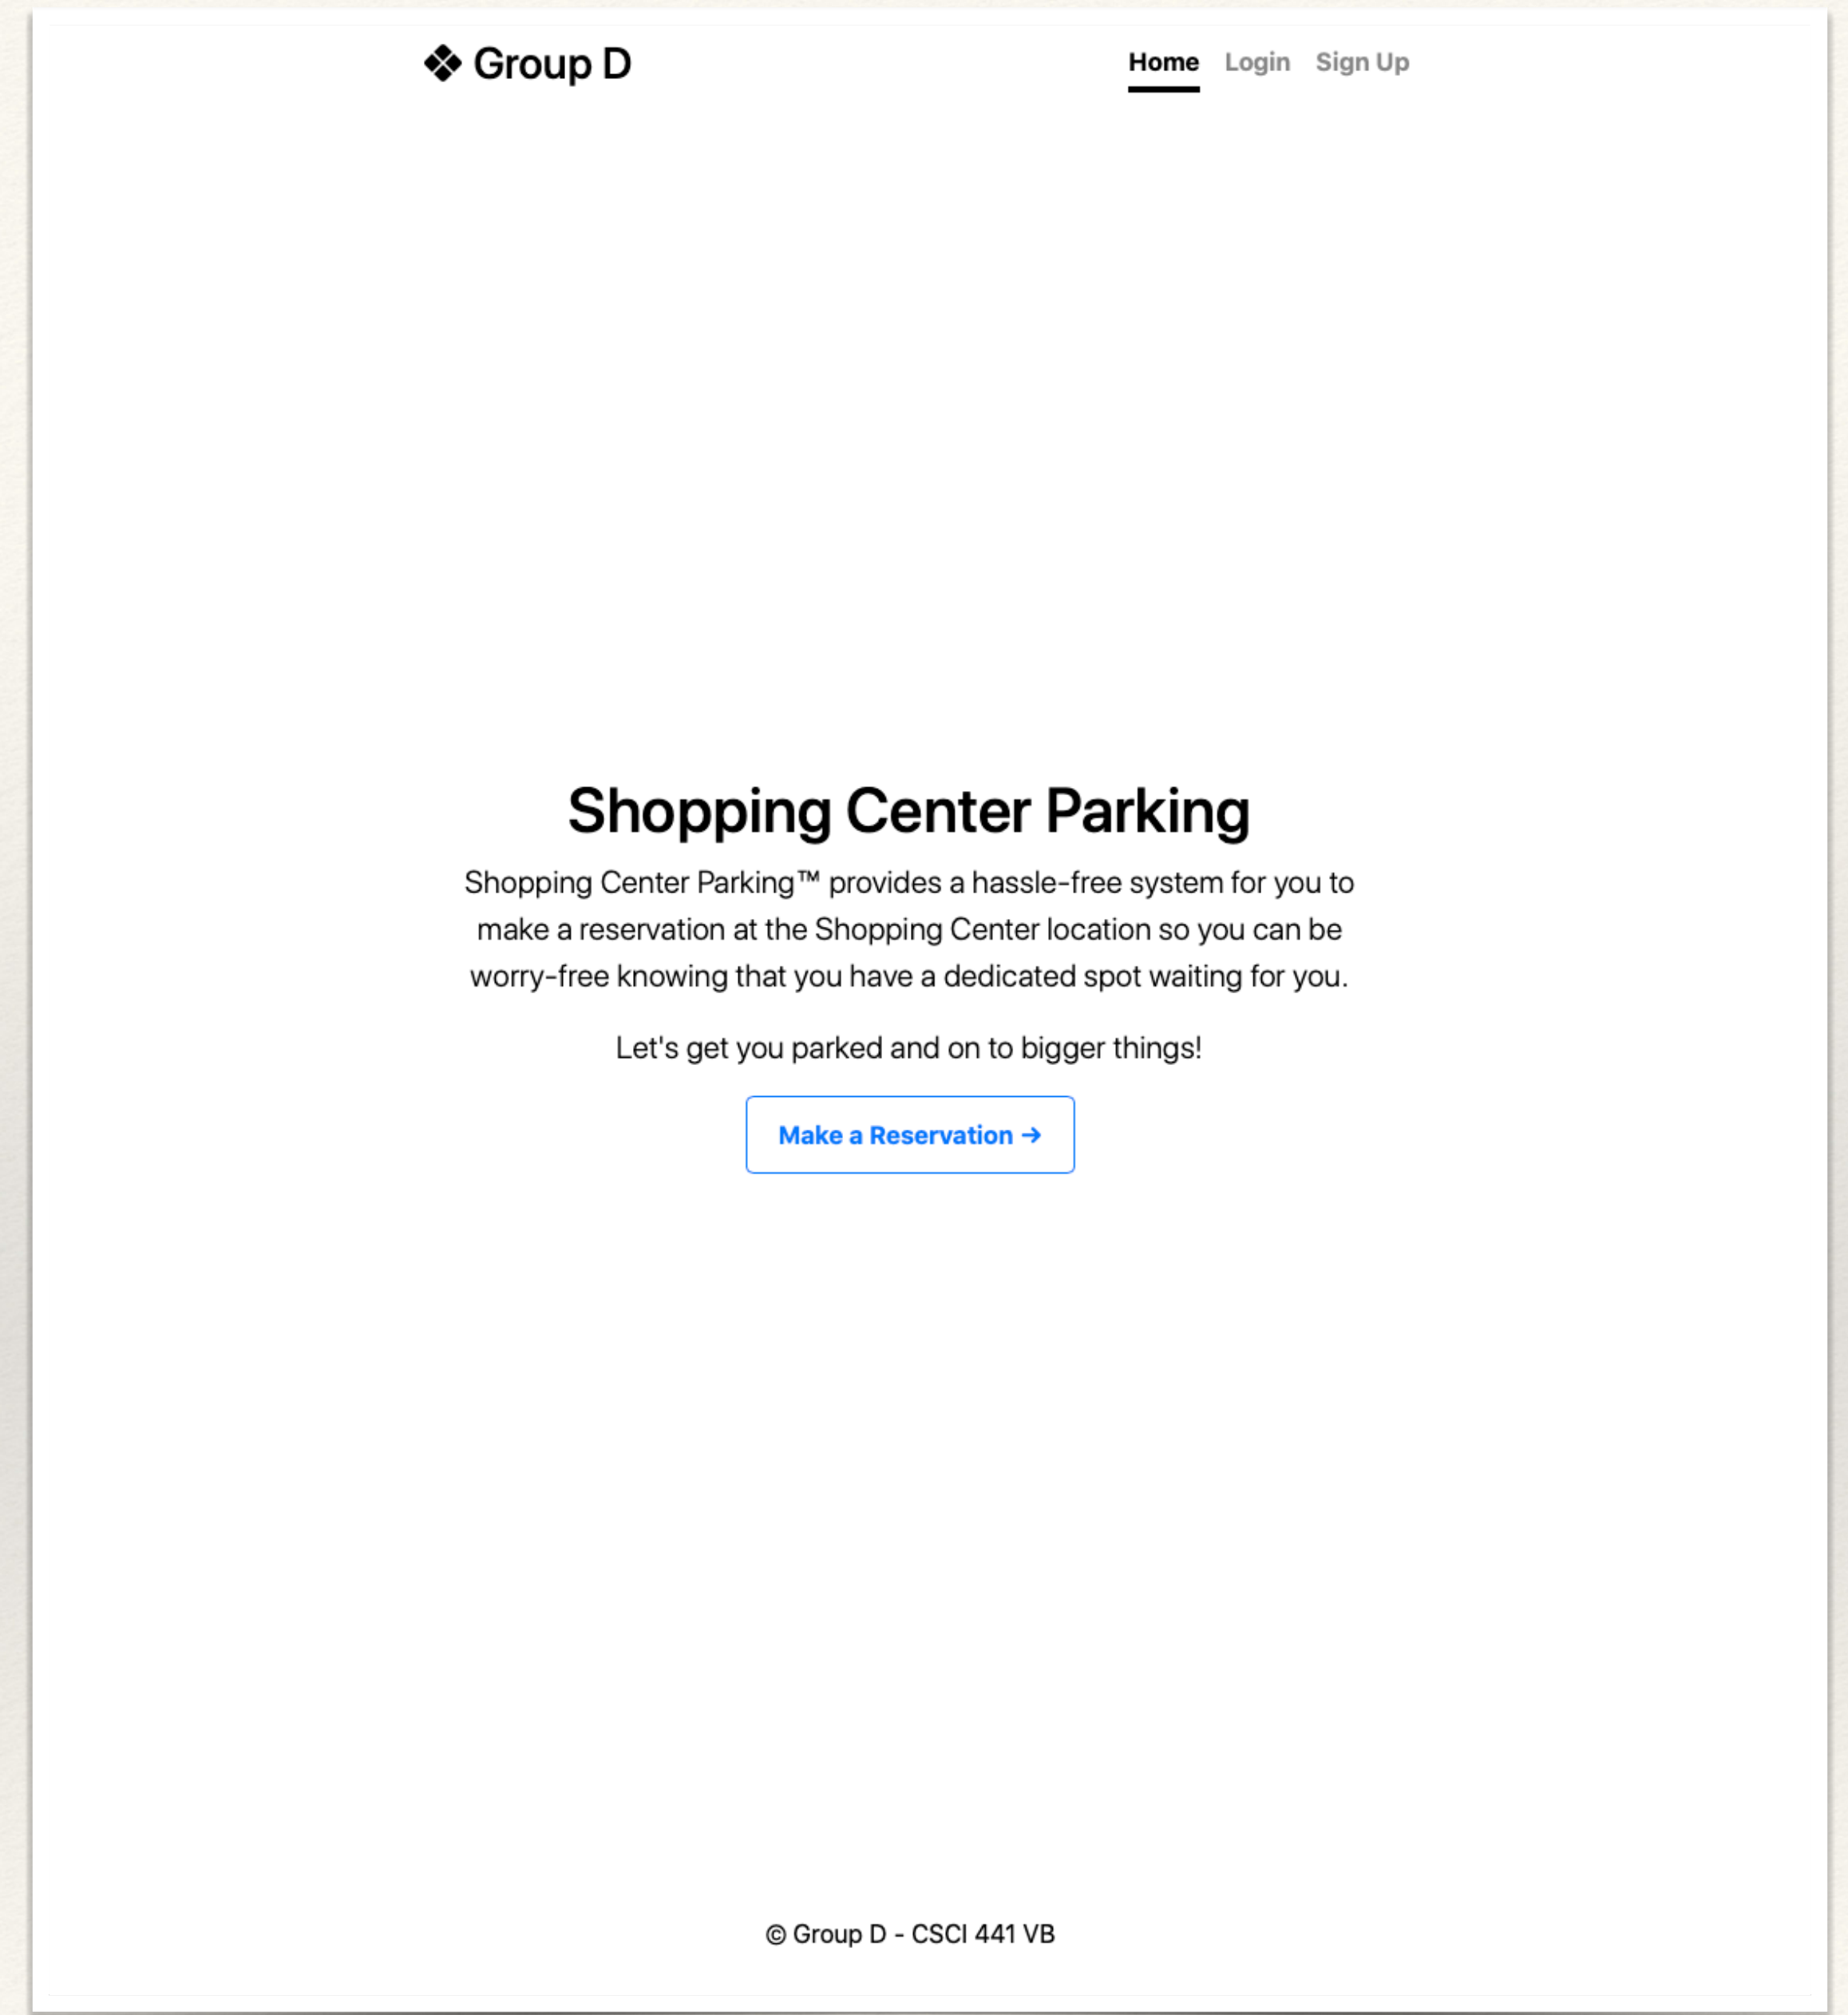 Group D
Home Login Sign Up
Shopping Center Parking
Shopping Center Parking™ provides a hassle-free system for you to
make a reservation at the Shopping Center location so you can be
worry-free knowing that you have a dedicated spot waiting for you.
Let's get you parked and on to bigger things!
Make a Reservation →
© Group D - CSCI 441 VB